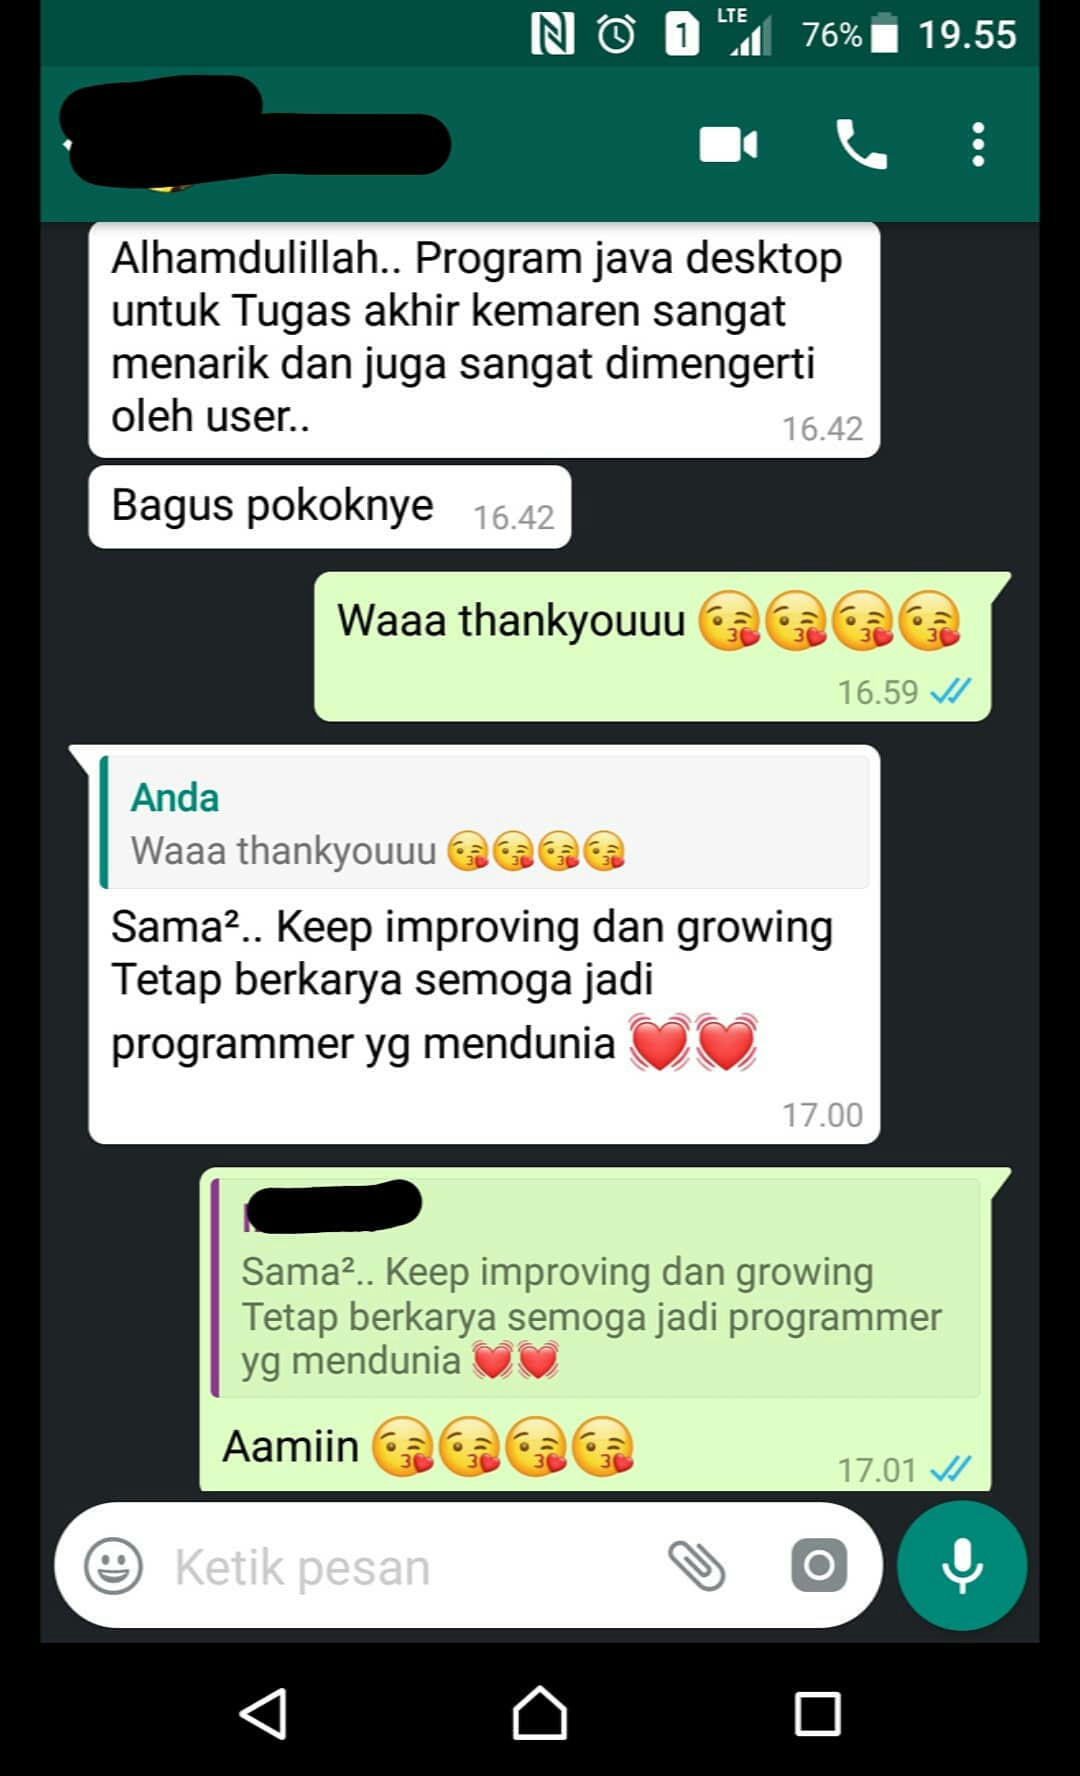 LTE
1
76%
19.55
Alhamdulillah.. Program java desktop
untuk Tugas akhir kemaren sangat
menarik dan juga sangat dimengerti
oleh user..
16.42
Bagus pokoknye
16.42
Waaa thankyouuu 😘😘😘😘
16.59
Anda
Waaa thankyouuu 😘😘😘😘
Sama².. Keep improving dan growing
Tetap berkarya semoga jadi
programmer yg mendunia 💓💓
17.00
Sama².. Keep improving dan growing
Tetap berkarya semoga jadi programmer
yg mendunia 💓💓
Aamiin 😘😘😘😘
17.01
Ketik pesan